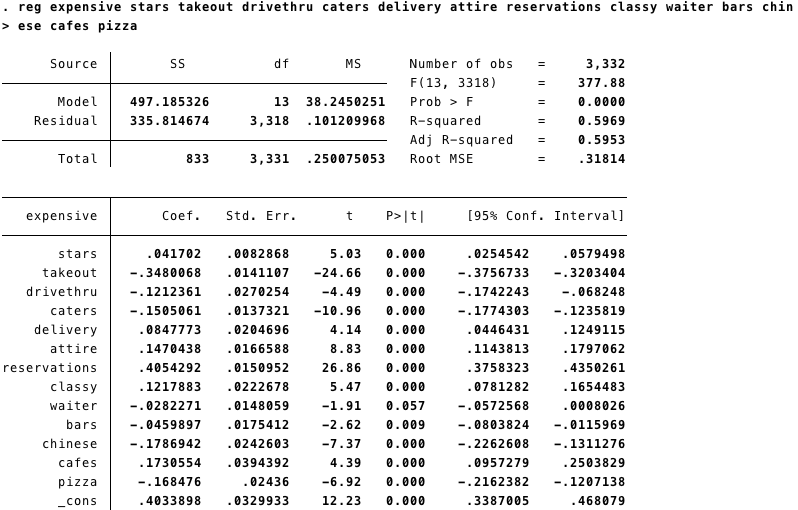 . reg expensive stars takeout drivethru caters delivery attire reservations classy waiter bars chin
> ese cafes pizza
Source SS df MS Number of obs = 3,332
F(13, 3318) = 377.88
Model 497.185326 13 38.2450251 Prob > F = 0.0000
Residual 335.814674 3,318 .101209968 R-squared = 0.5969
Adj R-squared = 0.5953
Total 833 3,331 .250075053 Root MSE = .31814
expensive Coef. Std. Err. t P>|t| [95% Conf. Interval]
stars .041702 .0082868 5.03 0.000 .0254542 .0579498
takeout -.3480068 .0141107 -24.66 0.000 -.3756733 -.3203404
drivethru -.1212361 .0270254 -4.49 0.000 -.1742243 -.068248
caters -.1505061 .0137321 -10.96 0.000 -.1774303 -.1235819
delivery .0847773 .0204696 4.14 0.000 .0446431 .1249115
attire .1470438 .0166588 8.83 0.000 .1143813 .1797062
reservations .4054292 .0150952 26.86 0.000 .3758323 .4350261
classy .1217883 .0222678 5.47 0.000 .0781282 .1654483
waiter -.0282271 .0148059 -1.91 0.057 -.0572568 .0008026
bars -.0459897 .0175412 -2.62 0.009 -.0803824 -.0115969
chinese -.1786942 .0242603 -7.37 0.000 -.2262608 -.1311276
cafes .1730554 .0394392 4.39 0.000 .0957279 .2503829
pizza -.168476 .02436 -6.92 0.000 -.2162382 -.1207138
_cons .4033898 .0329933 12.23 0.000 .3387005 .468079